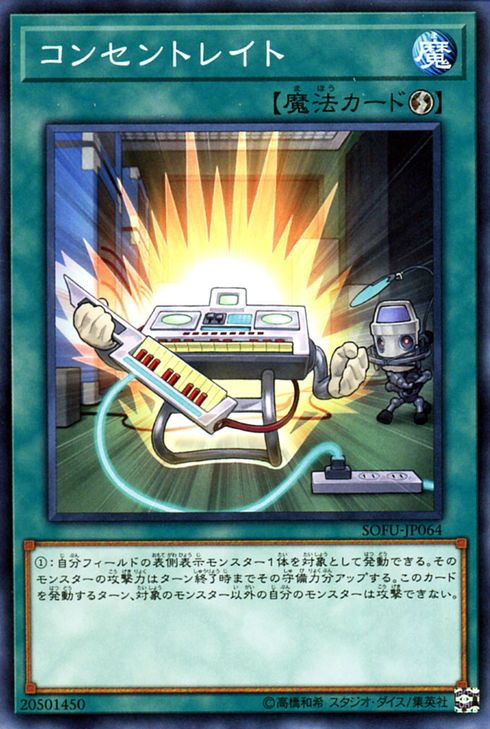 コンセントレイト
魔
【魔法カード】
SOFU-JP064
①:自分フィールドの表側表示モンスター1体を対象として発動できる。その
モンスターの攻撃力はターン終了時までその守備力分アップする。このカード
を発動するターン、対象のモンスター以外の自分のモンスターは攻撃できない。
20501450
©高橋和希 スタジオ・ダイス/集英社